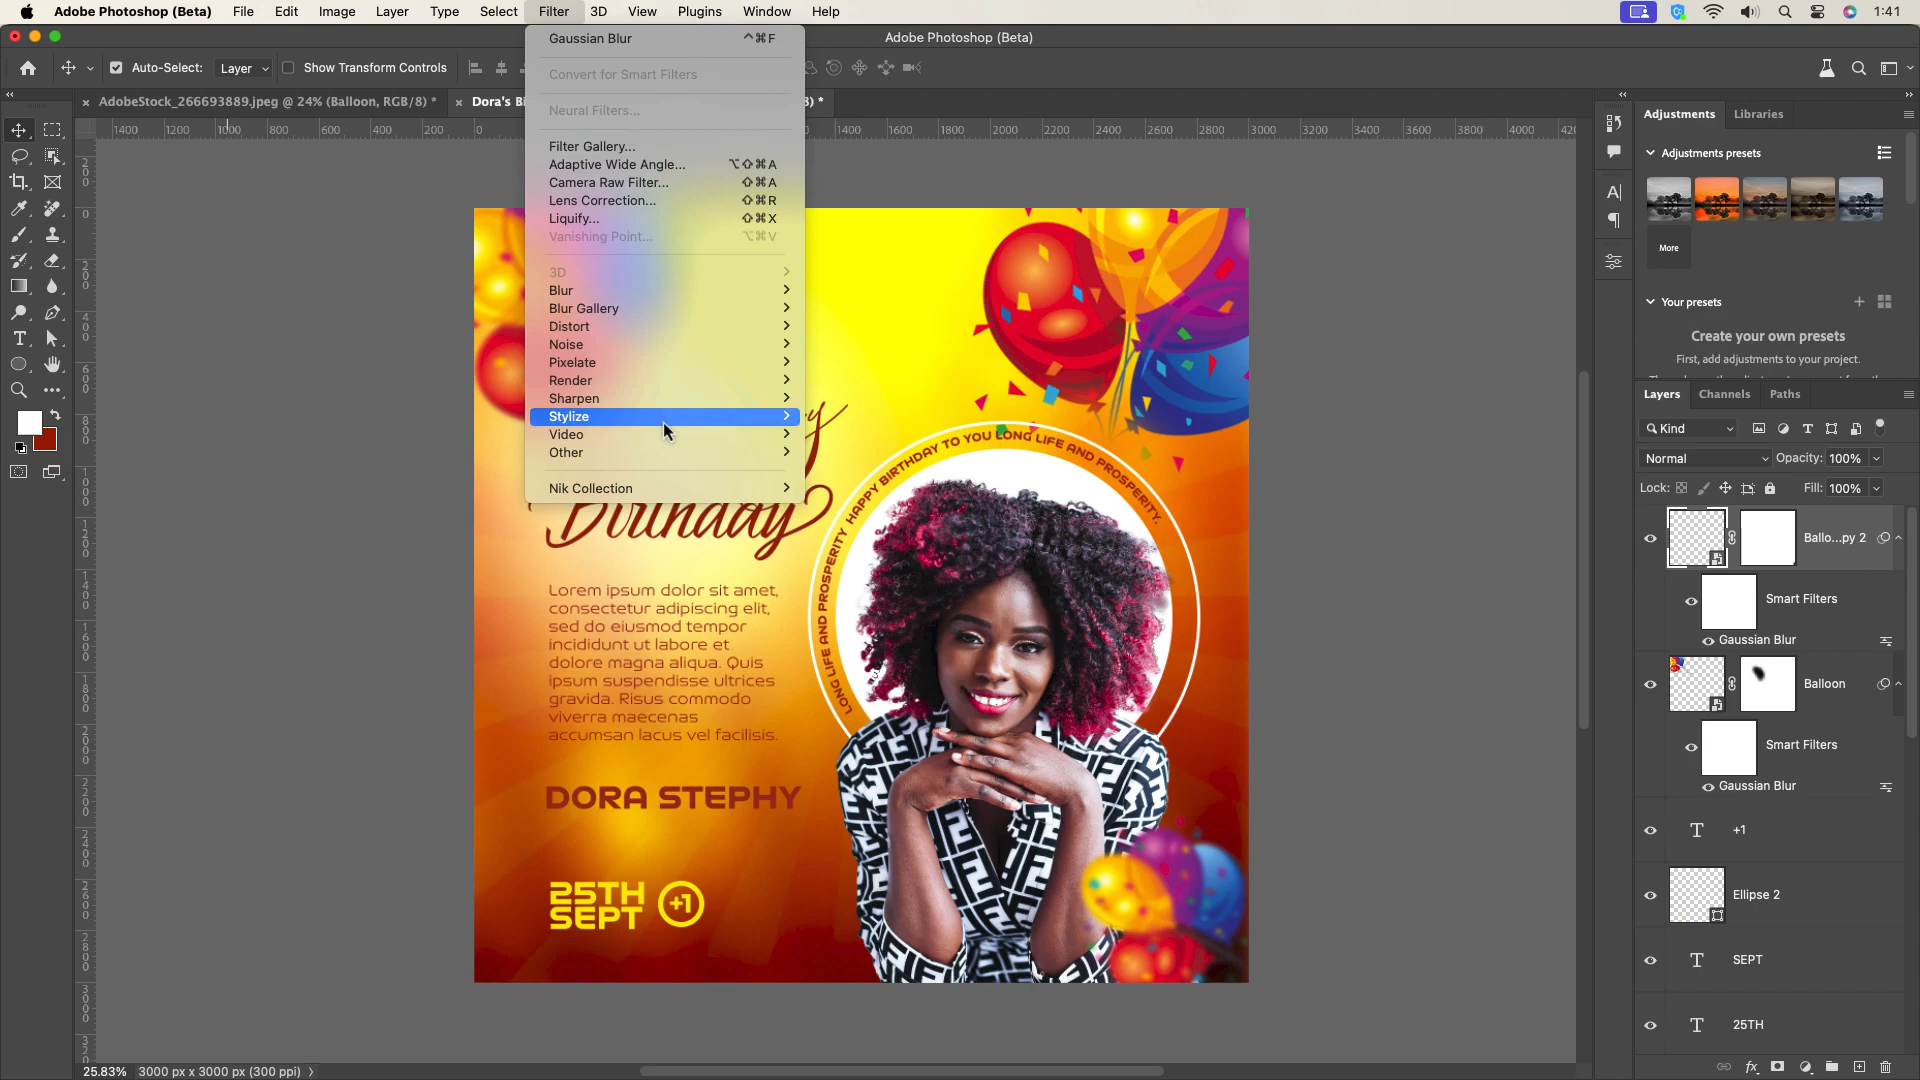 Adobe Photoshop (Beta) File Edit Image Layer Type Select Filter 3D View Plugins Window Help 1:41
Adobe Photoshop (Beta)
Auto-Select: Layer Show Transform Controls
AdobeStock_266693889.jpeg @ 24% (Balloon, RGB/8) *
Dora's Bi
8) *
1400 1200 1000 800 600 400 200 0 1400 1600 1800 2000 2200 2400 2600 2800 3000 3200 3400 3600 3800 4000
Gaussian Blur ^⌘F
Convert for Smart Filters
Neural Filters...
Filter Gallery...
Adaptive Wide Angle... ⌥⇧⌘A
Camera Raw Filter... ⇧⌘A
Lens Correction... ⇧⌘R
Liquify... ⇧⌘X
Vanishing Point... ⌥⌘V
3D
Blur
Blur Gallery
Distort
Noise
Pixelate
Render
Sharpen
Stylize
Video
Other
Nik Collection
Birthday
HAPPY BIRTHDAY TO YOU LONG LIFE AND PROSPERITY.
LONG LIFE AND PROSPERITY
Lorem ipsum dolor sit amet,
consectetur adipiscing elit,
sed do eiusmod tempor
incididunt ut labore et
dolore magna aliqua. Quis
ipsum suspendisse ultrices
gravida. Risus commodo
viverra maecenas
accumsan lacus vel facilisis.
DORA STEPHY
25TH
SEPT
+1
25.83% 3000 px x 3000 px (300 ppi)
Adjustments Libraries
Adjustments presets
More
Your presets
Create your own presets
First, add adjustments to your project.
Layers Channels Paths
Kind
Normal Opacity: 100%
Lock: Fill: 100%
Ballo...py 2
Smart Filters
Gaussian Blur
Balloon
Smart Filters
Gaussian Blur
T +1
Ellipse 2
T SEPT
T 25TH
fx